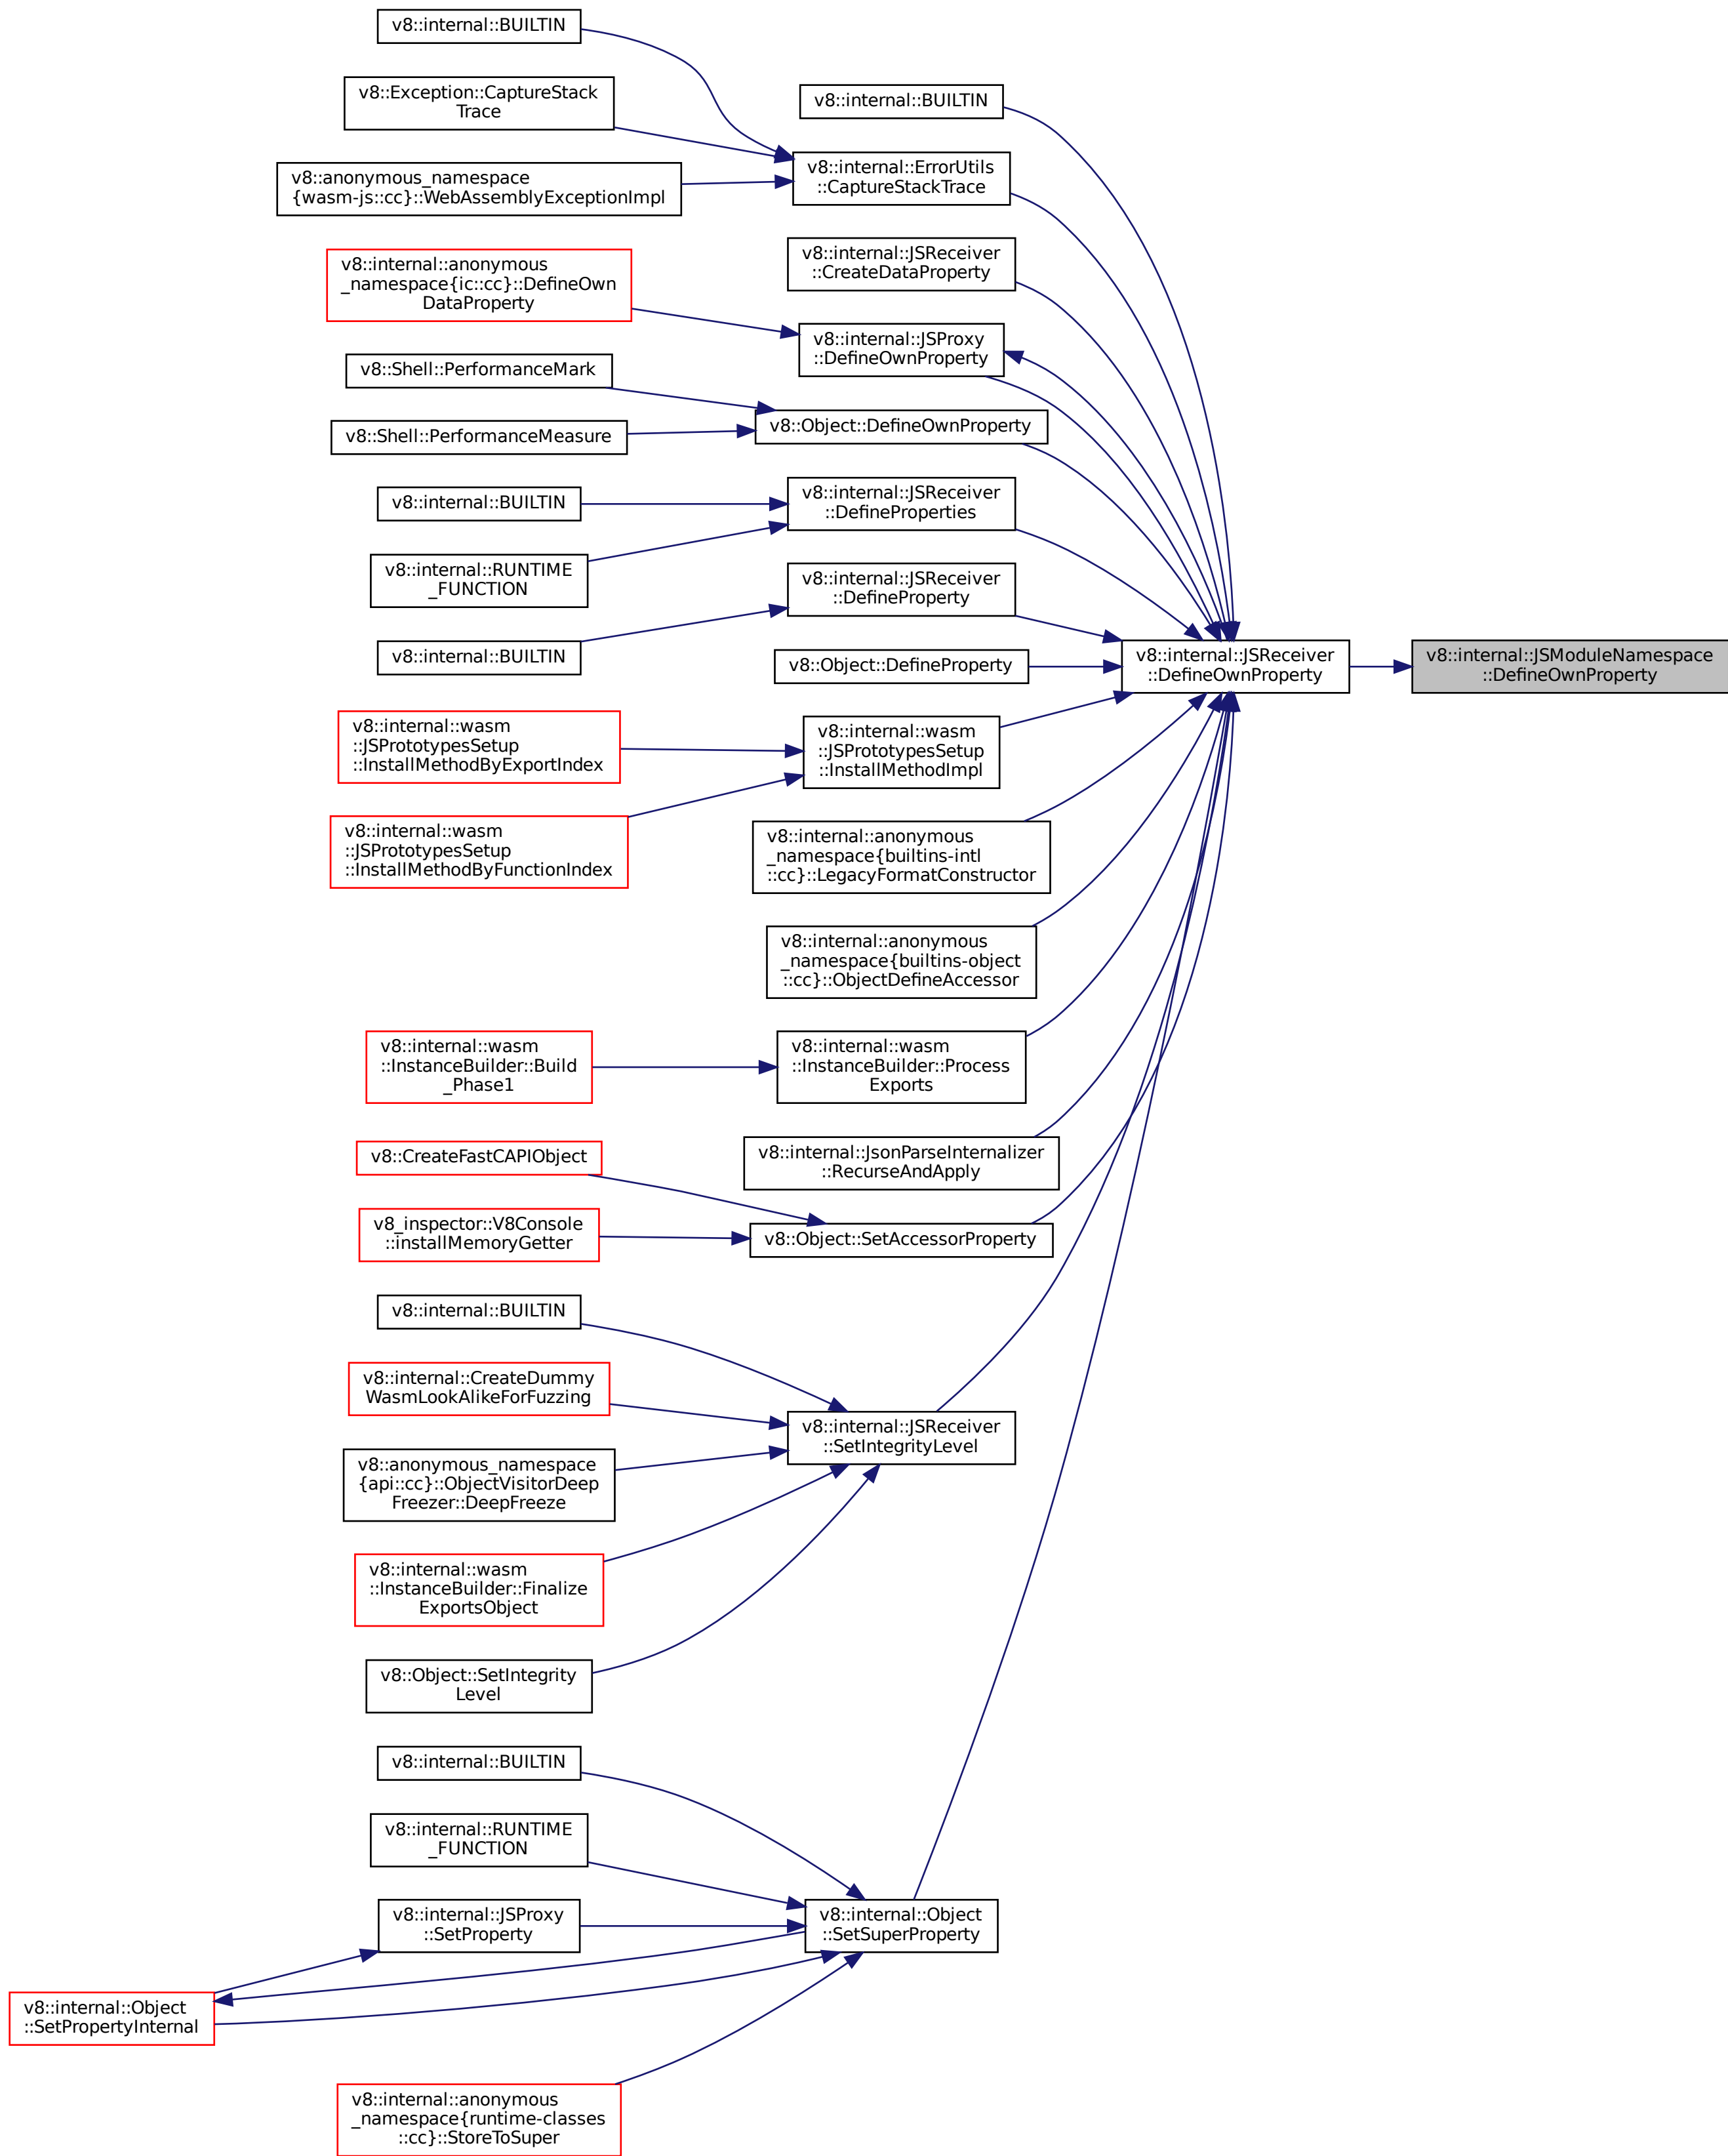 v8::internal::BUILTIN
v8::Exception::CaptureStack
Trace
v8::anonymous_namespace
{wasm-js::cc}::WebAssemblyExceptionImpl
v8::internal::anonymous
_namespace{ic::cc}::DefineOwn
DataProperty
v8::Shell::PerformanceMark
v8::Shell::PerformanceMeasure
v8::internal::BUILTIN
v8::internal::RUNTIME
_FUNCTION
v8::internal::BUILTIN
v8::internal::wasm
::JSPrototypesSetup
::InstallMethodByExportIndex
v8::internal::wasm
::JSPrototypesSetup
::InstallMethodByFunctionIndex
v8::internal::wasm
::InstanceBuilder::Build
_Phase1
v8::CreateFastCAPIObject
v8_inspector::V8Console
::installMemoryGetter
v8::internal::BUILTIN
v8::internal::CreateDummy
WasmLookAlikeForFuzzing
v8::anonymous_namespace
{api::cc}::ObjectVisitorDeep
Freezer::DeepFreeze
v8::internal::wasm
::InstanceBuilder::Finalize
ExportsObject
v8::Object::SetIntegrity
Level
v8::internal::BUILTIN
v8::internal::RUNTIME
_FUNCTION
v8::internal::JSProxy
::SetProperty
v8::internal::Object
::SetPropertyInternal
v8::internal::anonymous
_namespace{runtime-classes
::cc}::StoreToSuper
v8::internal::BUILTIN
v8::internal::ErrorUtils
::CaptureStackTrace
v8::internal::JSReceiver
::CreateDataProperty
v8::internal::JSProxy
::DefineOwnProperty
v8::Object::DefineOwnProperty
v8::internal::JSReceiver
::DefineProperties
v8::internal::JSReceiver
::DefineProperty
v8::Object::DefineProperty
v8::internal::wasm
::JSPrototypesSetup
::InstallMethodImpl
v8::internal::anonymous
_namespace{builtins-intl
::cc}::LegacyFormatConstructor
v8::internal::anonymous
_namespace{builtins-object
::cc}::ObjectDefineAccessor
v8::internal::wasm
::InstanceBuilder::Process
Exports
v8::internal::JsonParseInternalizer
::RecurseAndApply
v8::Object::SetAccessorProperty
v8::internal::JSReceiver
::SetIntegrityLevel
v8::internal::Object
::SetSuperProperty
v8::internal::JSReceiver
::DefineOwnProperty
v8::internal::JSModuleNamespace
::DefineOwnProperty